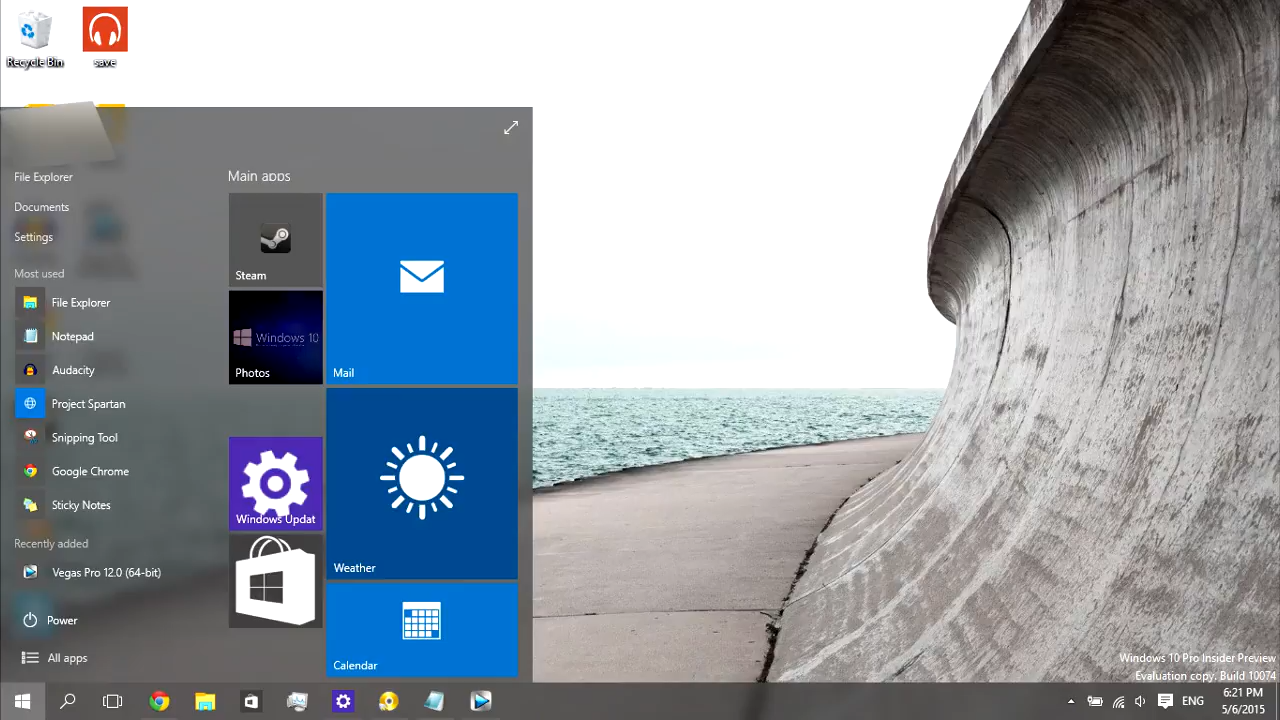 Recycle Bin
save
File Explorer
Documents
Settings
Most used
File Explorer
Notepad
Audacity
Project Spartan
Snipping Tool
Google Chrome
Sticky Notes
Recently added
Vegas Pro 12.0 (64-bit)
Power
All apps
Main apps
Steam
Windows 10
Photos
Mail
Windows Updat
Weather
Calendar
Windows 10 Pro Insider Preview
Evaluation copy. Build 10074
ENG
6:21 PM
5/6/2015